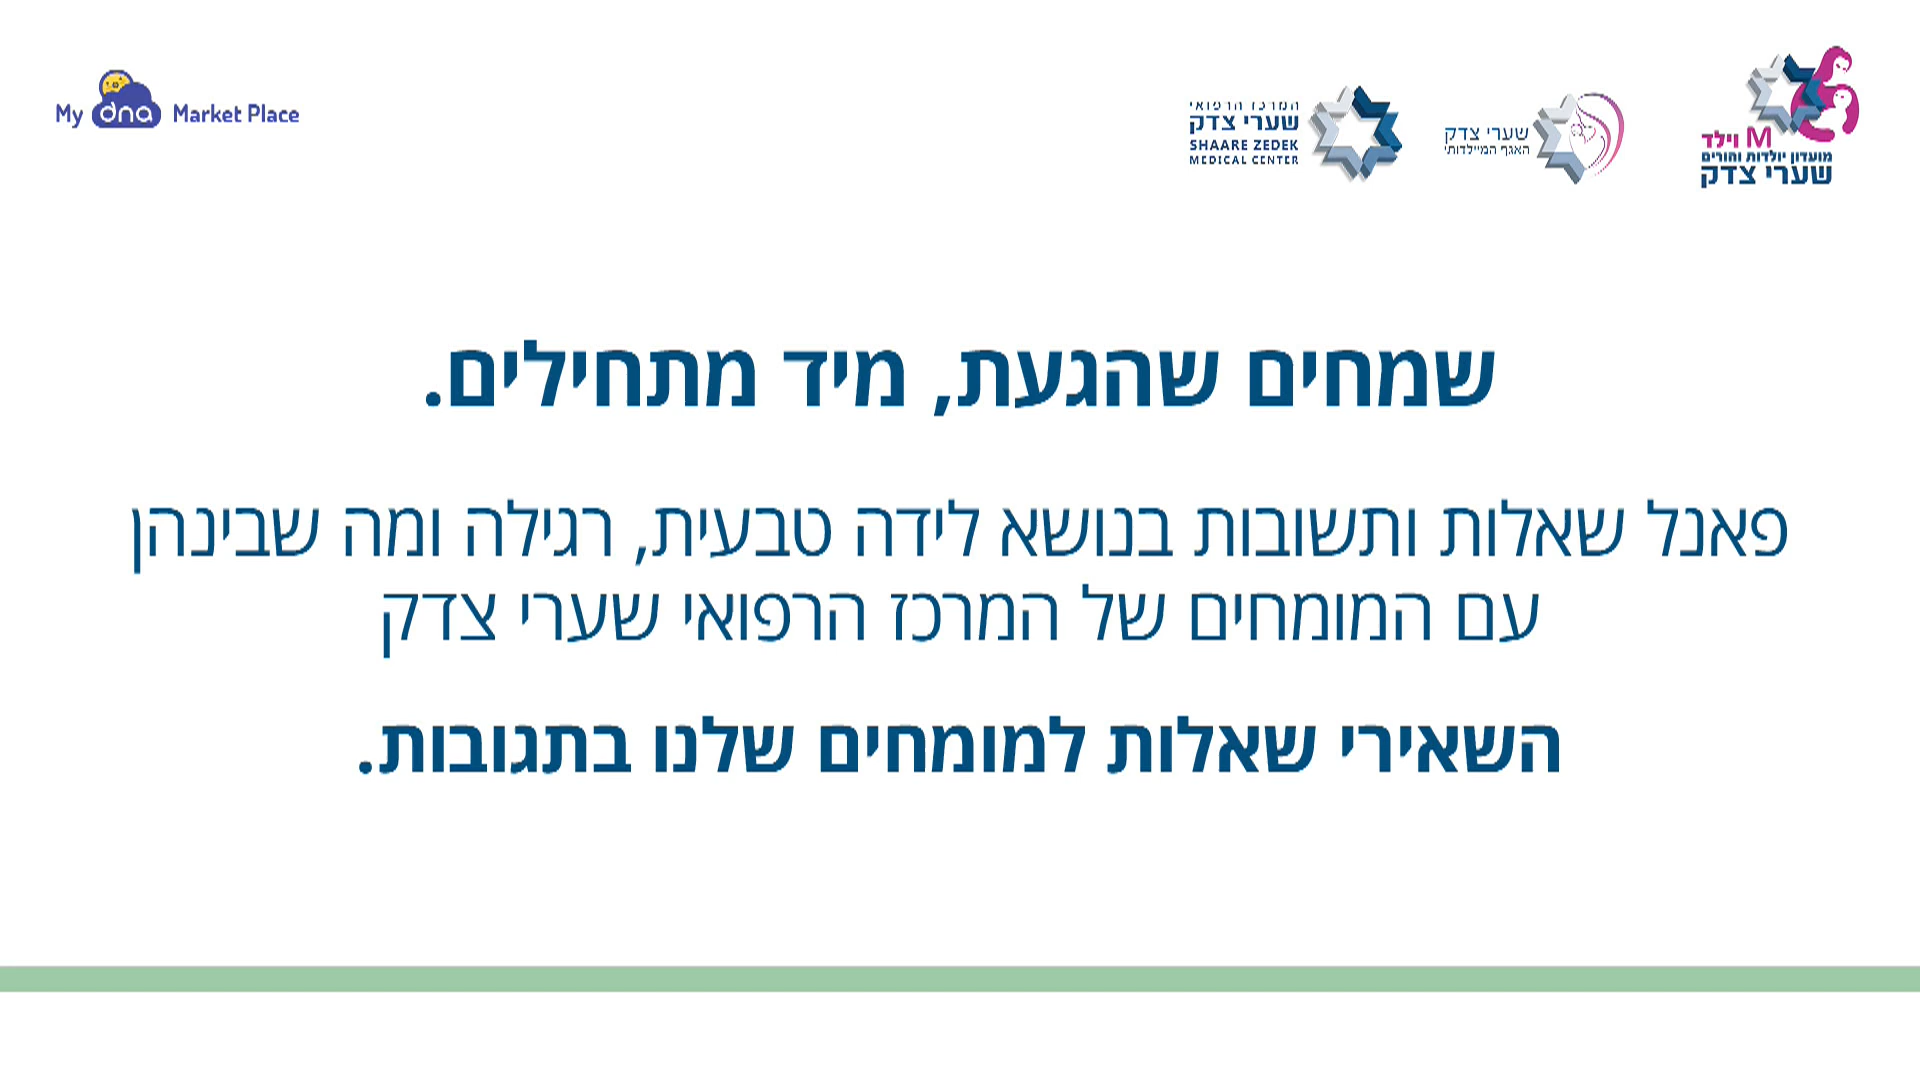 My dna Market Place
המרכז הרפואי
שערי צדק
SHAARE ZEDEK
MEDICAL CENTER
שערי צדק
האגף המיילדותי
M וילד
מועדון יולדות והורים
שערי צדק
שמחים שהגעת, מיד מתחילים.
פאנל שאלות ותשובות בנושא לידה טבעית, רגילה ומה שבינהן
עם המומחים של המרכז הרפואי שערי צדק
השאירי שאלות למומחים שלנו בתגובות.